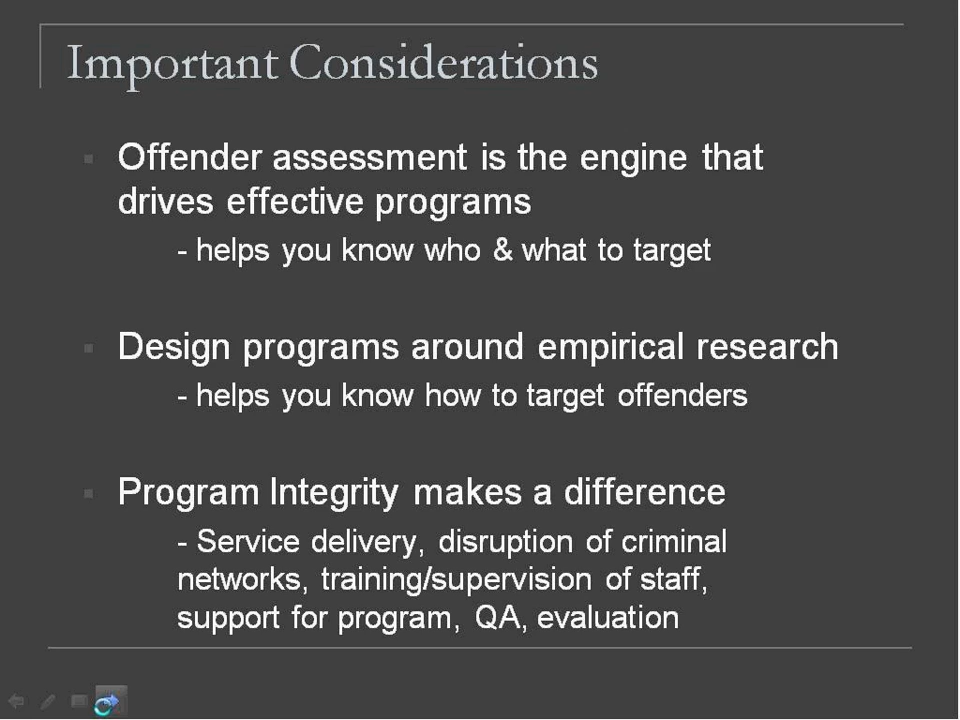 Important Considerations
Offender assessment is the engine that
drives effective programs
- helps you know who & what to target
Design programs around empirical research
- helps you know how to target offenders
Program Integrity makes a difference
- Service delivery, disruption of criminal
networks, training/supervision of staff,
support for program, QA, evaluation